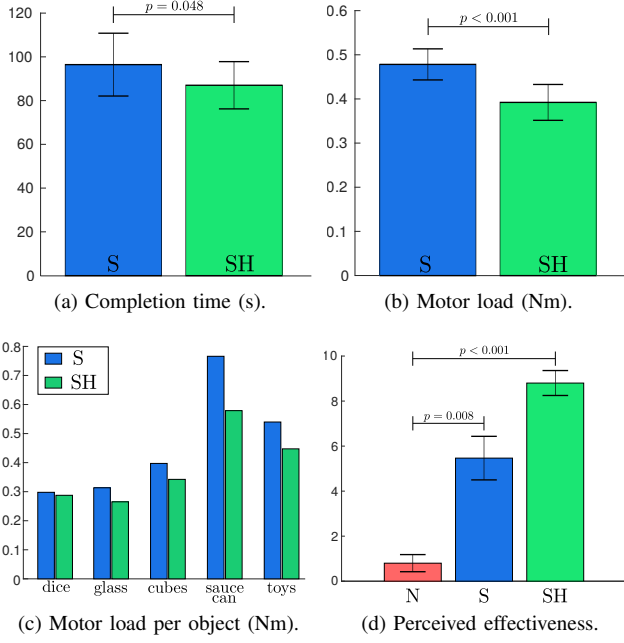 120
100
80
60
40
20
0
p = 0.048
S
SH
(a) Completion time (s).
0.6
0.5
0.4
0.3
0.2
0.1
0
p < 0.001
S
SH
(b) Motor load (Nm).
0.8
0.7
0.6
0.5
0.4
0.3
0.2
0.1
0
S
SH
dice glass cubes sauce can toys
(c) Motor load per object (Nm).
10
8
6
4
2
0
p < 0.001
p = 0.008
N S SH
(d) Perceived effectiveness.